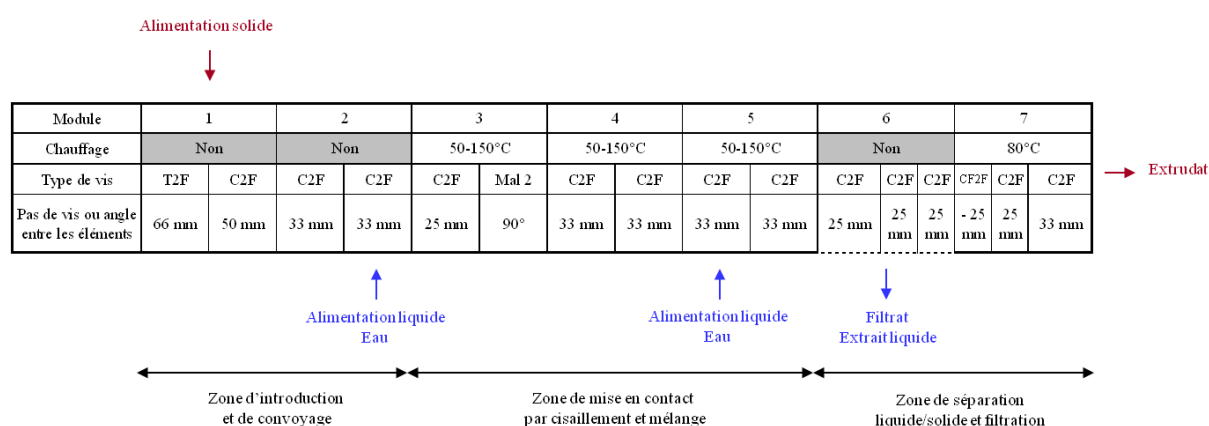 Alimentation solide
Module 1 2 3 4 5 6 7
Chauffage Non Non 50-150°C 50-150°C 50-150°C Non 80°C
Type de vis T2F C2F C2F C2F C2F Mal 2 C2F C2F C2F C2F C2F C2F C2F CF2F C2F C2F
Pas de vis ou angle
entre les éléments 66 mm 50 mm 33 mm 33 mm 25 mm 90° 33 mm 33 mm 33 mm 33 mm 25 mm 25 mm 25 mm - 25 mm 25 mm 33 mm
Extrudat
Alimentation liquide Alimentation liquide Filtrat
Eau Eau Extrait liquide
Zone d'introduction Zone de mise en contact Zone de séparation
et de convoyage par cisaillement et mélange liquide/solide et filtration